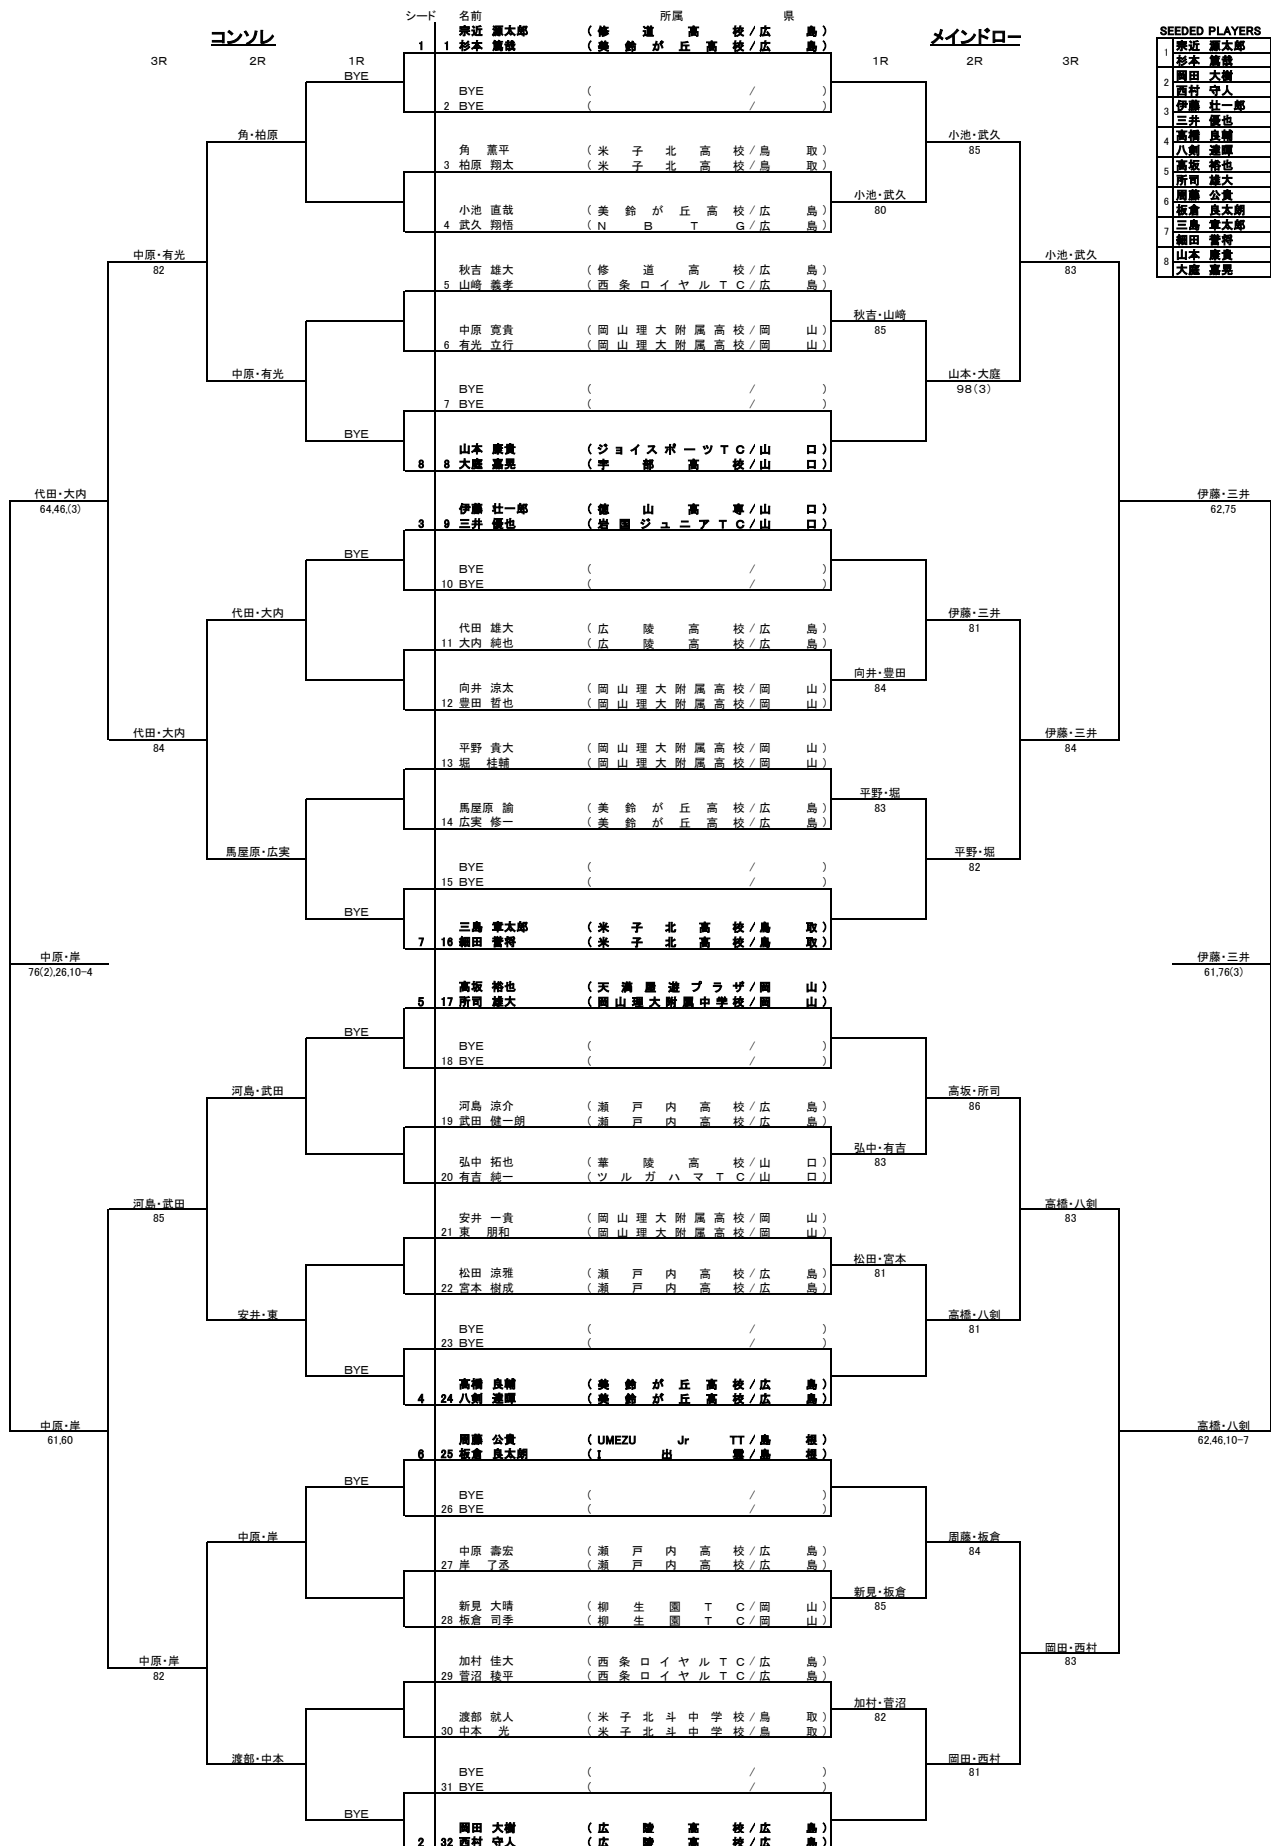 シード 名前 所属 県
コンソレ メインドロー
3R 2R 1R 1R 2R 3R
SEEDED PLAYERS
1 宗近 源太郎
杉本 篤哉
2 岡田 大樹
西村 守人
3 伊藤 壮一郎
三井 優也
4 高橋 良輔
八剣 達暉
5 高坂 裕也
所司 雄大
6 周藤 公貴
板倉 良太朗
7 三島 章太郎
細田 誉将
8 山本 康貴
大庭 嘉晃
宗近 源太郎 (修道高校/広島)
1 1 杉本 篤哉 (美鈴が丘高校/広島)
BYE
BYE ( / )
2 BYE ( / )
角・柏原 小池・武久
85
角 薫平 (米子北高校/鳥取)
3 柏原 翔太 (米子北高校/鳥取)
小池・武久
80
小池 直哉 (美鈴が丘高校/広島)
4 武久 翔悟 (NBTG/広島)
中原・有光 小池・武久
82 83
秋吉 雄大 (修道高校/広島)
5 山﨑 義孝 (西条ロイヤルTC/広島)
秋吉・山﨑
85
中原 寛貴 (岡山理大附属高校/岡山)
6 有光 立行 (岡山理大附属高校/岡山)
中原・有光 山本・大庭
98(3)
BYE ( / )
7 BYE ( / )
BYE
山本 康貴 (ジョイスポーツTC/山口)
8 8 大庭 嘉晃 (宇部高校/山口)
代田・大内 伊藤・三井
64,46,(3) 62,75
伊藤 壮一郎 (徳山高専/山口)
3 9 三井 優也 (岩国ジュニアTC/山口)
BYE
BYE ( / )
10 BYE ( / )
代田・大内 伊藤・三井
81
代田 雄大 (広陵高校/広島)
11 大内 純也 (広陵高校/広島)
向井・豊田
84
向井 涼太 (岡山理大附属高校/岡山)
12 豊田 哲也 (岡山理大附属高校/岡山)
代田・大内 伊藤・三井
84 84
平野 貴大 (岡山理大附属高校/岡山)
13 堀 桂輔 (岡山理大附属高校/岡山)
平野・堀
83
馬屋原 諭 (美鈴が丘高校/広島)
14 広実 修一 (美鈴が丘高校/広島)
馬屋原・広実 平野・堀
82
BYE ( / )
15 BYE ( / )
BYE
三島 章太郎 (米子北高校/鳥取)
7 16 細田 誉将 (米子北高校/鳥取)
中原・岸 伊藤・三井
76(2),26,10-4 61,76(3)
高坂 裕也 (天満屋遊プラザ/岡山)
5 17 所司 雄大 (岡山理大附属中学校/岡山)
BYE
BYE ( / )
18 BYE ( / )
河島・武田 高坂・所司
86
河島 涼介 (瀬戸内高校/広島)
19 武田 健一朗 (瀬戸内高校/広島)
弘中・有吉
83
弘中 拓也 (華陵高校/山口)
20 有吉 純一 (ツルガハマTC/山口)
河島・武田 高橋・八剣
85 83
安井 一貴 (岡山理大附属高校/岡山)
21 東 朋和 (岡山理大附属高校/岡山)
松田・宮本
81
松田 涼雅 (瀬戸内高校/広島)
22 宮本 樹成 (瀬戸内高校/広島)
安井・東 高橋・八剣
81
BYE ( / )
23 BYE ( / )
BYE
高橋 良輔 (美鈴が丘高校/広島)
4 24 八剣 達暉 (美鈴が丘高校/広島)
中原・岸 高橋・八剣
61,60 62,46,10-7
周藤 公貴 (UMEZU Jr TT/島根)
6 25 板倉 良太朗 (I出雲/島根)
BYE
BYE ( / )
26 BYE ( / )
中原・岸 周藤・板倉
84
中原 壽宏 (瀬戸内高校/広島)
27 岸 了丞 (瀬戸内高校/広島)
新見・板倉
85
新見 大晴 (柳生園TC/岡山)
28 板倉 司季 (柳生園TC/岡山)
中原・岸 岡田・西村
82 83
加村 佳大 (西条ロイヤルTC/広島)
29 菅沼 稜平 (西条ロイヤルTC/広島)
加村・菅沼
82
渡部 就人 (米子北斗中学校/鳥取)
30 中本 光 (米子北斗中学校/鳥取)
渡部・中本 岡田・西村
81
BYE ( / )
31 BYE ( / )
BYE
岡田 大樹 (広陵高校/広島)
2 32 西村 守人 (広陵高校/広島)